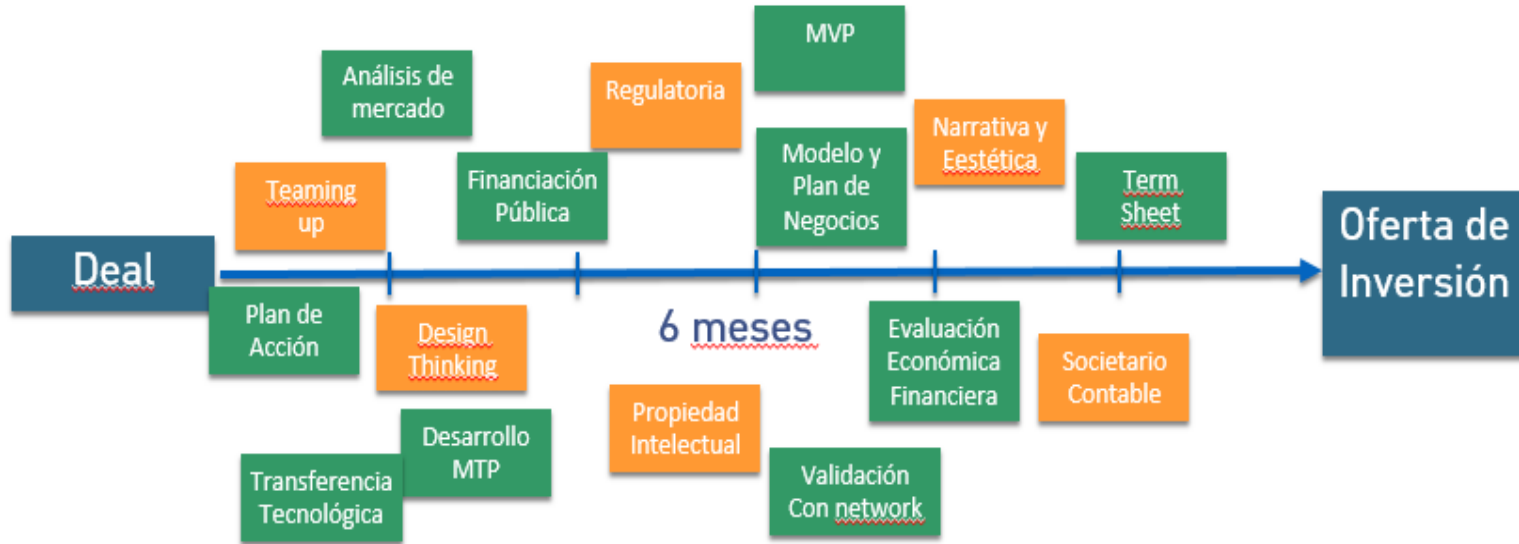 MVP
Análisis de
mercado
Regulatoria
Narrativa y
Eestética
Modelo y
Plan de
Negocios
Financiación
Pública
Term
Sheet
Teaming
up
Deal
Oferta de
Inversión
Plan de
Acción
Design
Thinking
6 meses
Evaluación
Económica
Financiera
Societario
Contable
Propiedad
Intelectual
Desarrollo
MTP
Transferencia
Tecnológica
Validación
Con network